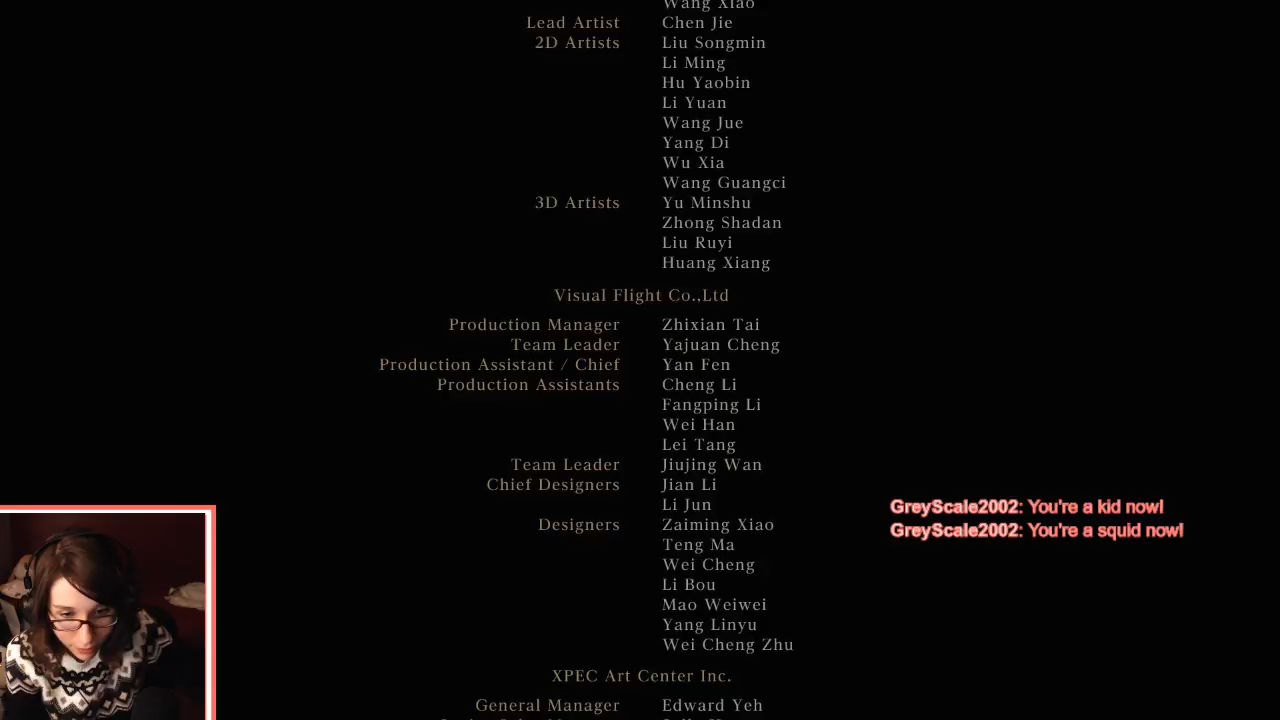 Wang Xiao
Lead Artist Chen Jie
2D Artists Liu Songmin
Li Ming
Hu Yaobin
Li Yuan
Wang Jue
Yang Di
Wu Xia
Wang Guangci
3D Artists Yu Minshu
Zhong Shadan
Liu Ruyi
Huang Xiang
Visual Flight Co.,Ltd
Production Manager Zhixian Tai
Team Leader Yajuan Cheng
Production Assistant / Chief Yan Fen
Production Assistants Cheng Li
Fangping Li
Wei Han
Lei Tang
Team Leader Jiujing Wan
Chief Designers Jian Li
Li Jun
Designers Zaiming Xiao
Teng Ma
Wei Cheng
Li Bou
Mao Weiwei
Yang Linyu
Wei Cheng Zhu
XPEC Art Center Inc.
General Manager Edward Yeh
GreyScale2002: You're a kid now!
GreyScale2002: You're a squid now!